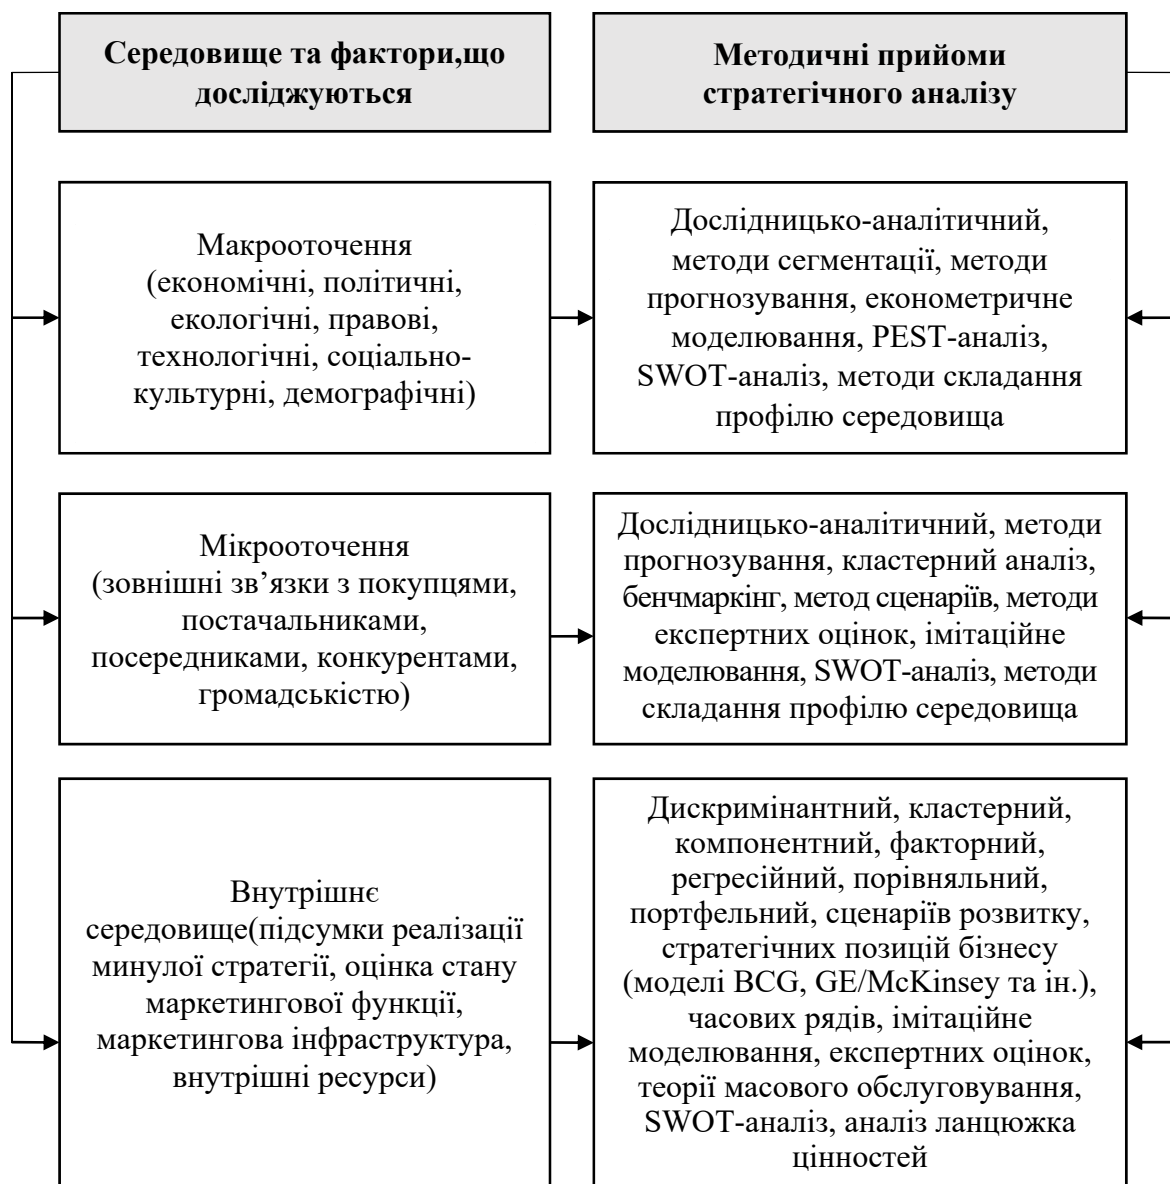 Середовище та фактори,що
досліджуються
Методичні прийоми
стратегічного аналізу
Макрооточення
(економічні, політичні,
екологічні, правові,
технологічні, соціально-
культурні, демографічні)
Дослідницько-аналітичний,
методи сегментації, методи
прогнозування, економетричне
моделювання, PEST-аналіз,
SWOT-аналіз, методи складання
профілю середовища
Мікрооточення
(зовнішні зв’язки з покупцями,
постачальниками,
посередниками, конкурентами,
громадськістю)
Дослідницько-аналітичний, методи
прогнозування, кластерний аналіз,
бенчмаркінг, метод сценаріїв, методи
експертних оцінок, імітаційне
моделювання, SWOT-аналіз, методи
складання профілю середовища
Внутрішнє
середовище(підсумки реалізації
минулої стратегії, оцінка стану
маркетингової функції,
маркетингова інфраструктура,
внутрішні ресурси)
Дискримінантний, кластерний,
компонентний, факторний,
регресійний, порівняльний,
портфельний, сценаріїв розвитку,
стратегічних позицій бізнесу
(моделі BCG, GE/McKinsey та ін.),
часових рядів, імітаційне
моделювання, експертних оцінок,
теорії масового обслуговування,
SWOT-аналіз, аналіз ланцюжка
цінностей